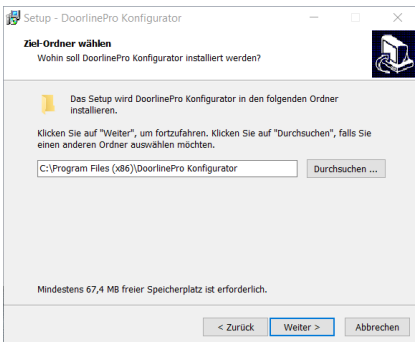 Setup - DoorlinePro Konfigurator
Ziel-Ordner wählen
Wohin soll DoorlinePro Konfigurator installiert werden?
Das Setup wird DoorlinePro Konfigurator in den folgenden Ordner
installieren.
Klicken Sie auf "Weiter", um fortzufahren. Klicken Sie auf "Durchsuchen", falls Sie
einen anderen Ordner auswählen möchten.
C:\Program Files (x86)\DoorlinePro Konfigurator
Durchsuchen ...
Mindestens 67,4 MB freier Speicherplatz ist erforderlich.
< Zurück
Weiter >
Abbrechen